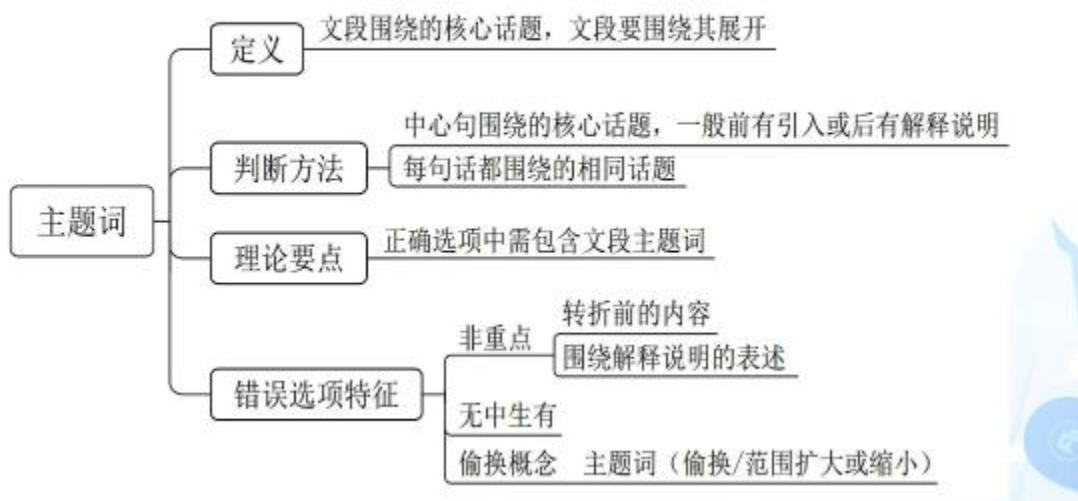 主题词
定义
文段围绕的核心话题，文段要围绕其展开
判断方法
中心句围绕的核心话题，一般前有引入或后有解释说明
每句话都围绕的相同话题
理论要点
正确选项中需包含文段主题词
错误选项特征
非重点
转折前的内容
围绕解释说明的表述
无中生有
偷换概念 主题词（偷换/范围扩大或缩小）